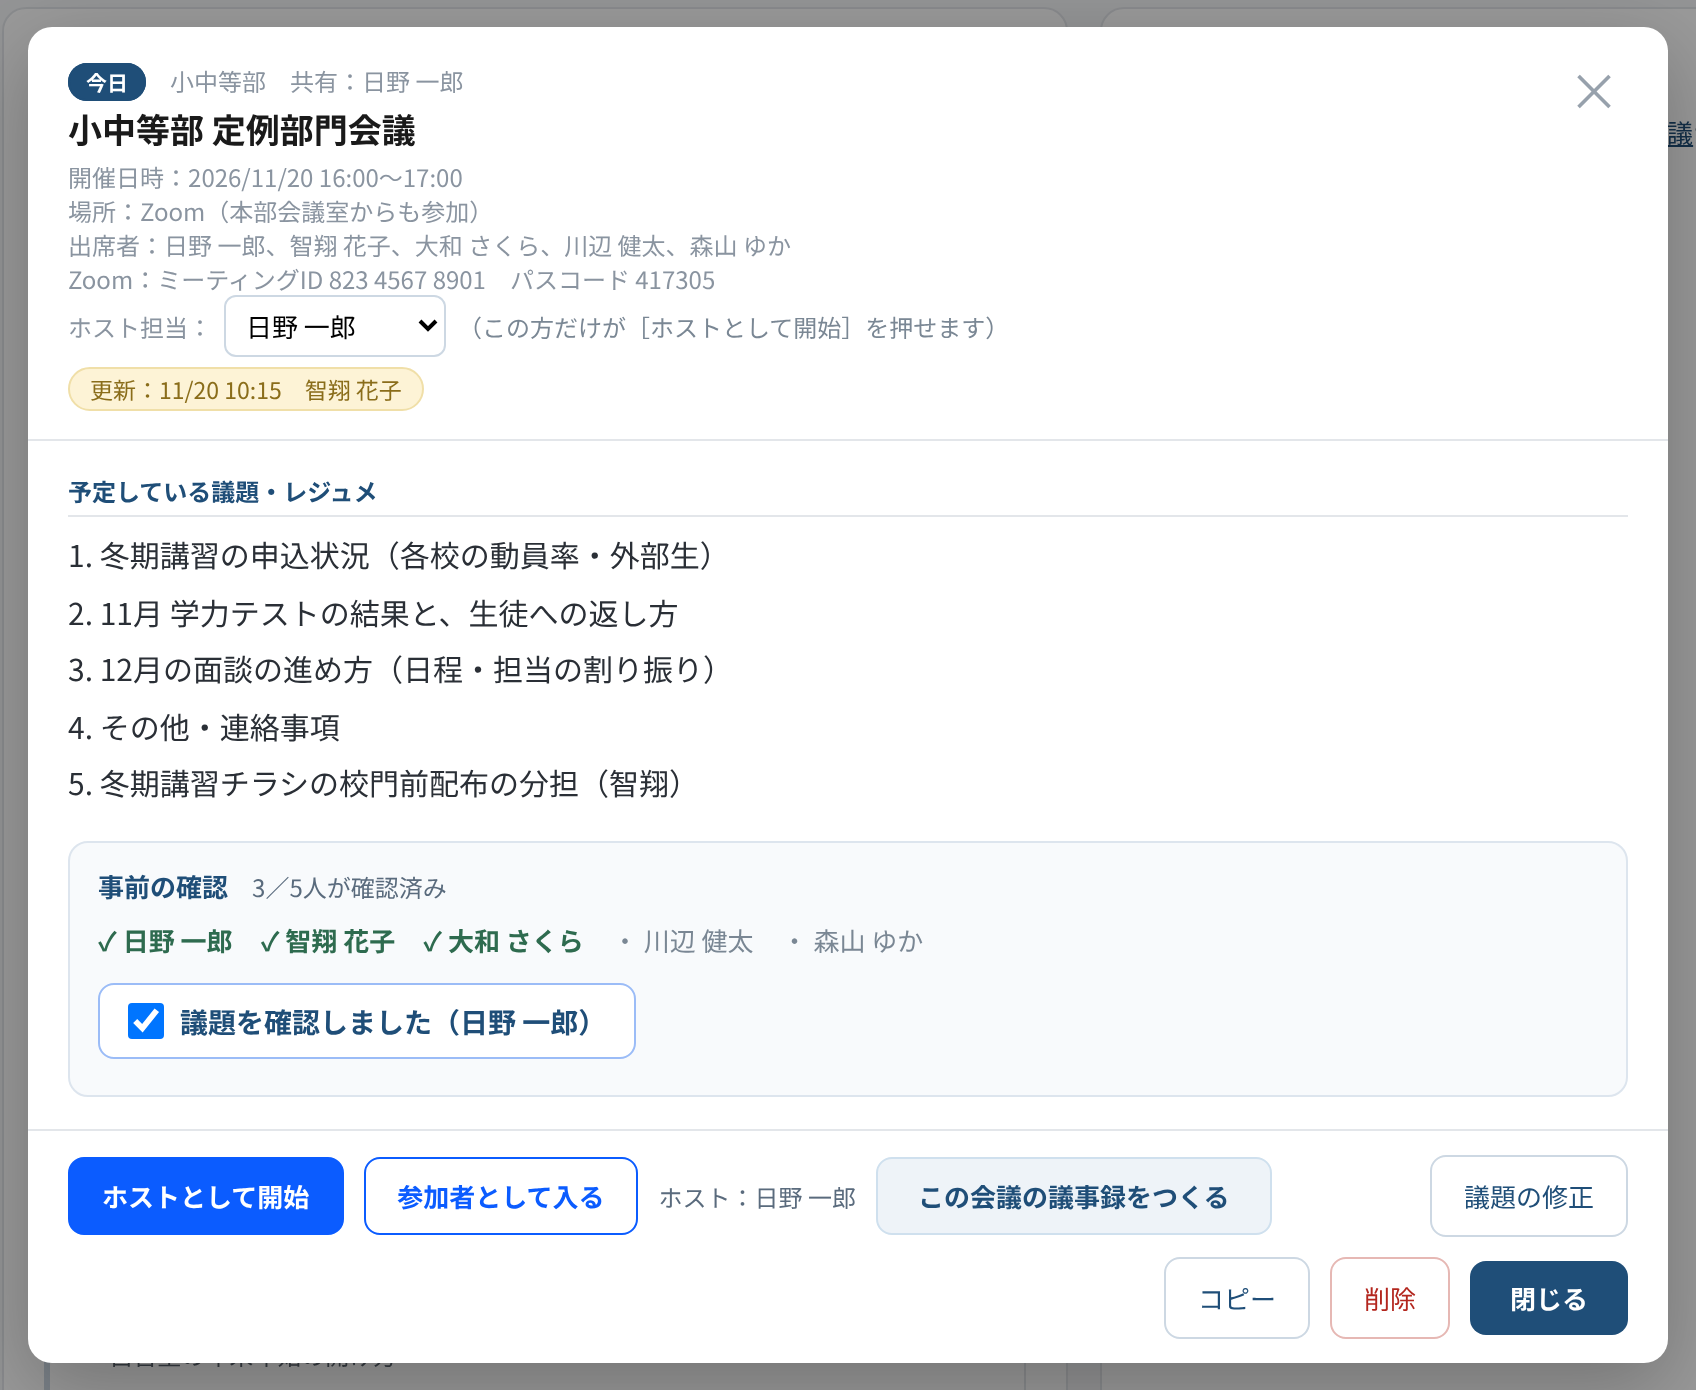 今日 小中等部 共有：日野 一郎
小中等部 定例部門会議
議
開催日時：2026/11/20 16:00〜17:00
場所：Zoom（本部会議室からも参加）
出席者：日野 一郎、智翔 花子、大和 さくら、川辺 健太、森山 ゆか
Zoom：ミーティングID 823 4567 8901 パスコード 417305
ホスト担当： 日野 一郎 （この方だけが［ホストとして開始］を押せます）
更新：11/20 10:15 智翔 花子
予定している議題・レジュメ
1. 冬期講習の申込状況（各校の動員率・外部生）
2. 11月 学力テストの結果と、生徒への返し方
3. 12月の面談の進め方（日程・担当の割り振り）
4. その他・連絡事項
5. 冬期講習チラシの校門前配布の分担（智翔）
事前の確認 3／5人が確認済み
✓ 日野 一郎 ✓ 智翔 花子 ✓ 大和 さくら ・ 川辺 健太 ・ 森山 ゆか
議題を確認しました（日野 一郎）
ホストとして開始 参加者として入る ホスト：日野 一郎 この会議の議事録をつくる 議題の修正
コピー 削除 閉じる